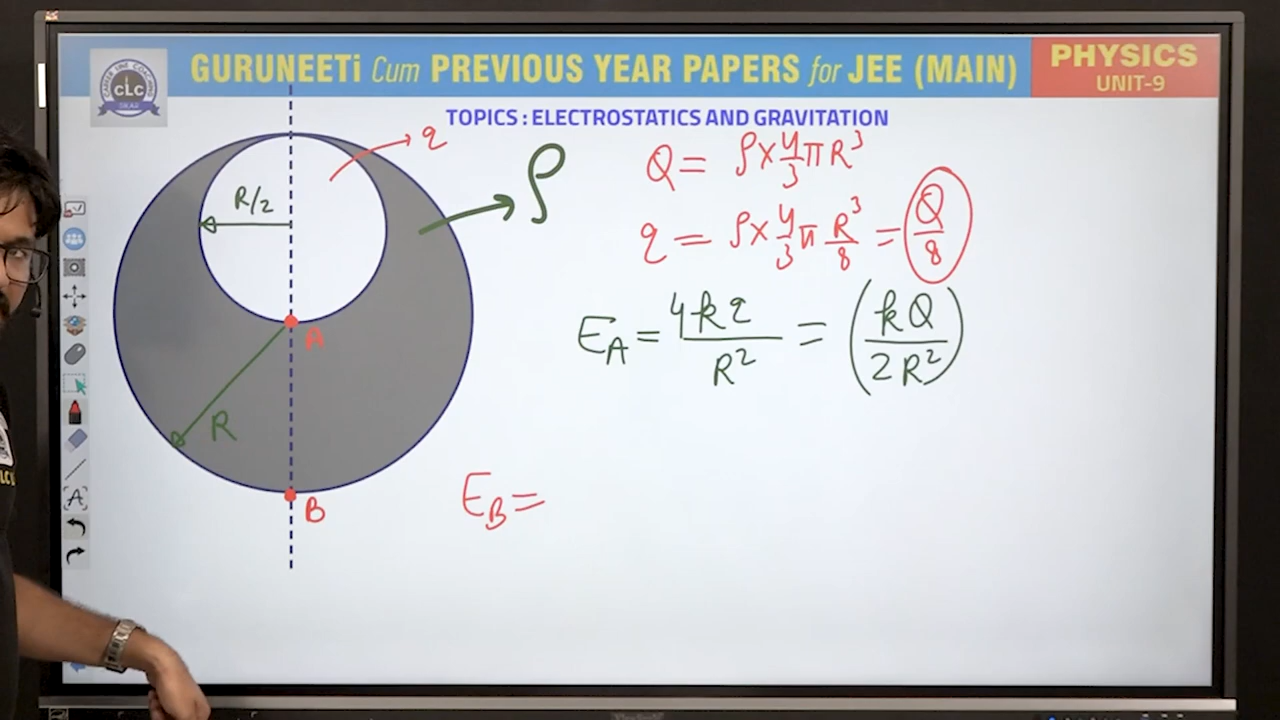 GURUNEETi Cum PREVIOUS YEAR PAPERS for JEE (MAIN)
PHYSICS
UNIT-9
CLC
TOPICS : ELECTROSTATICS AND GRAVITATION
q
ρ
R/2
A
R
B
Q = ρ × 4/3 π R³
q = ρ × 4/3 π R³/8 = Q/8
E_A = 4kq/R² = (kQ/2R²)
E_B =